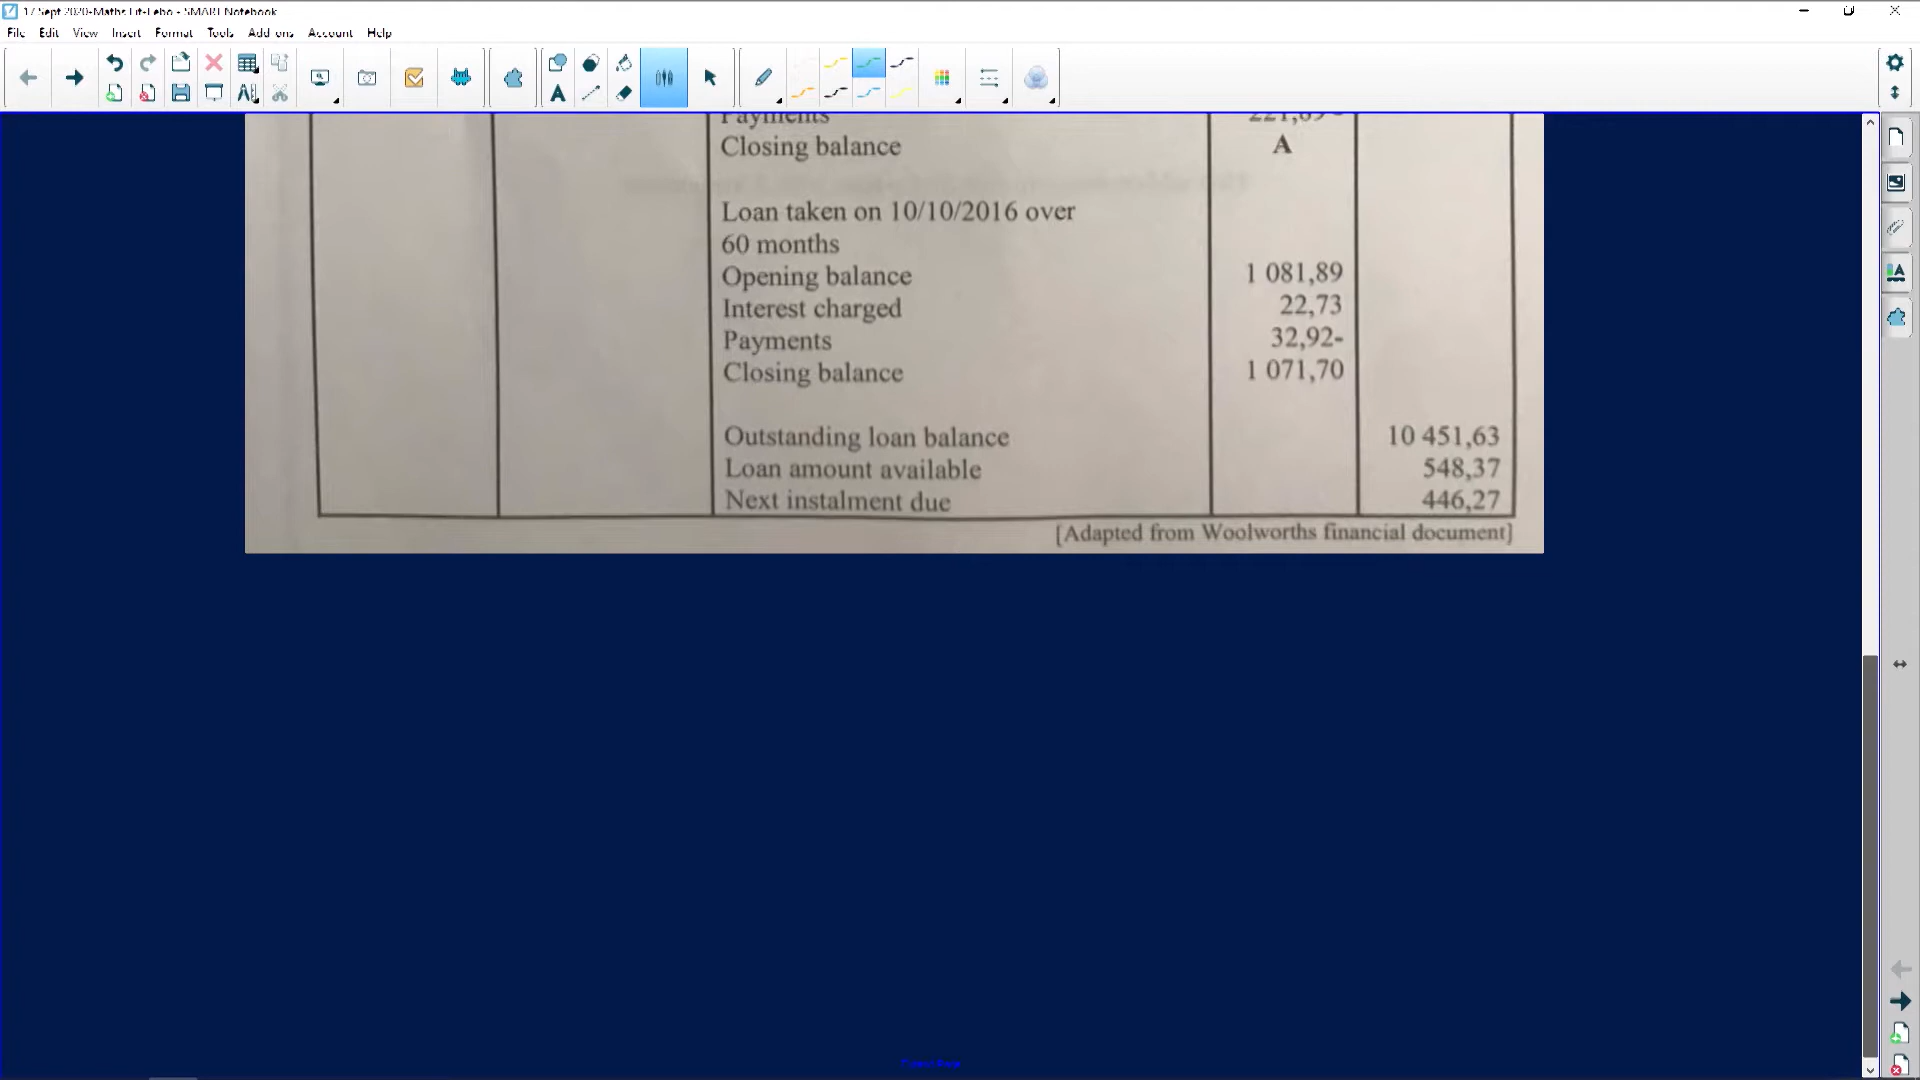 File Edit View Insert Format Tools Add-ons Account Help
Payments
Closing balance A
Loan taken on 10/10/2016 over
60 months
Opening balance 1 081,89
Interest charged 22,73
Payments 32,92-
Closing balance 1 071,70
Outstanding loan balance 10 451,63
Loan amount available 548,37
Next instalment due 446,27
[Adapted from Woolworths financial document]